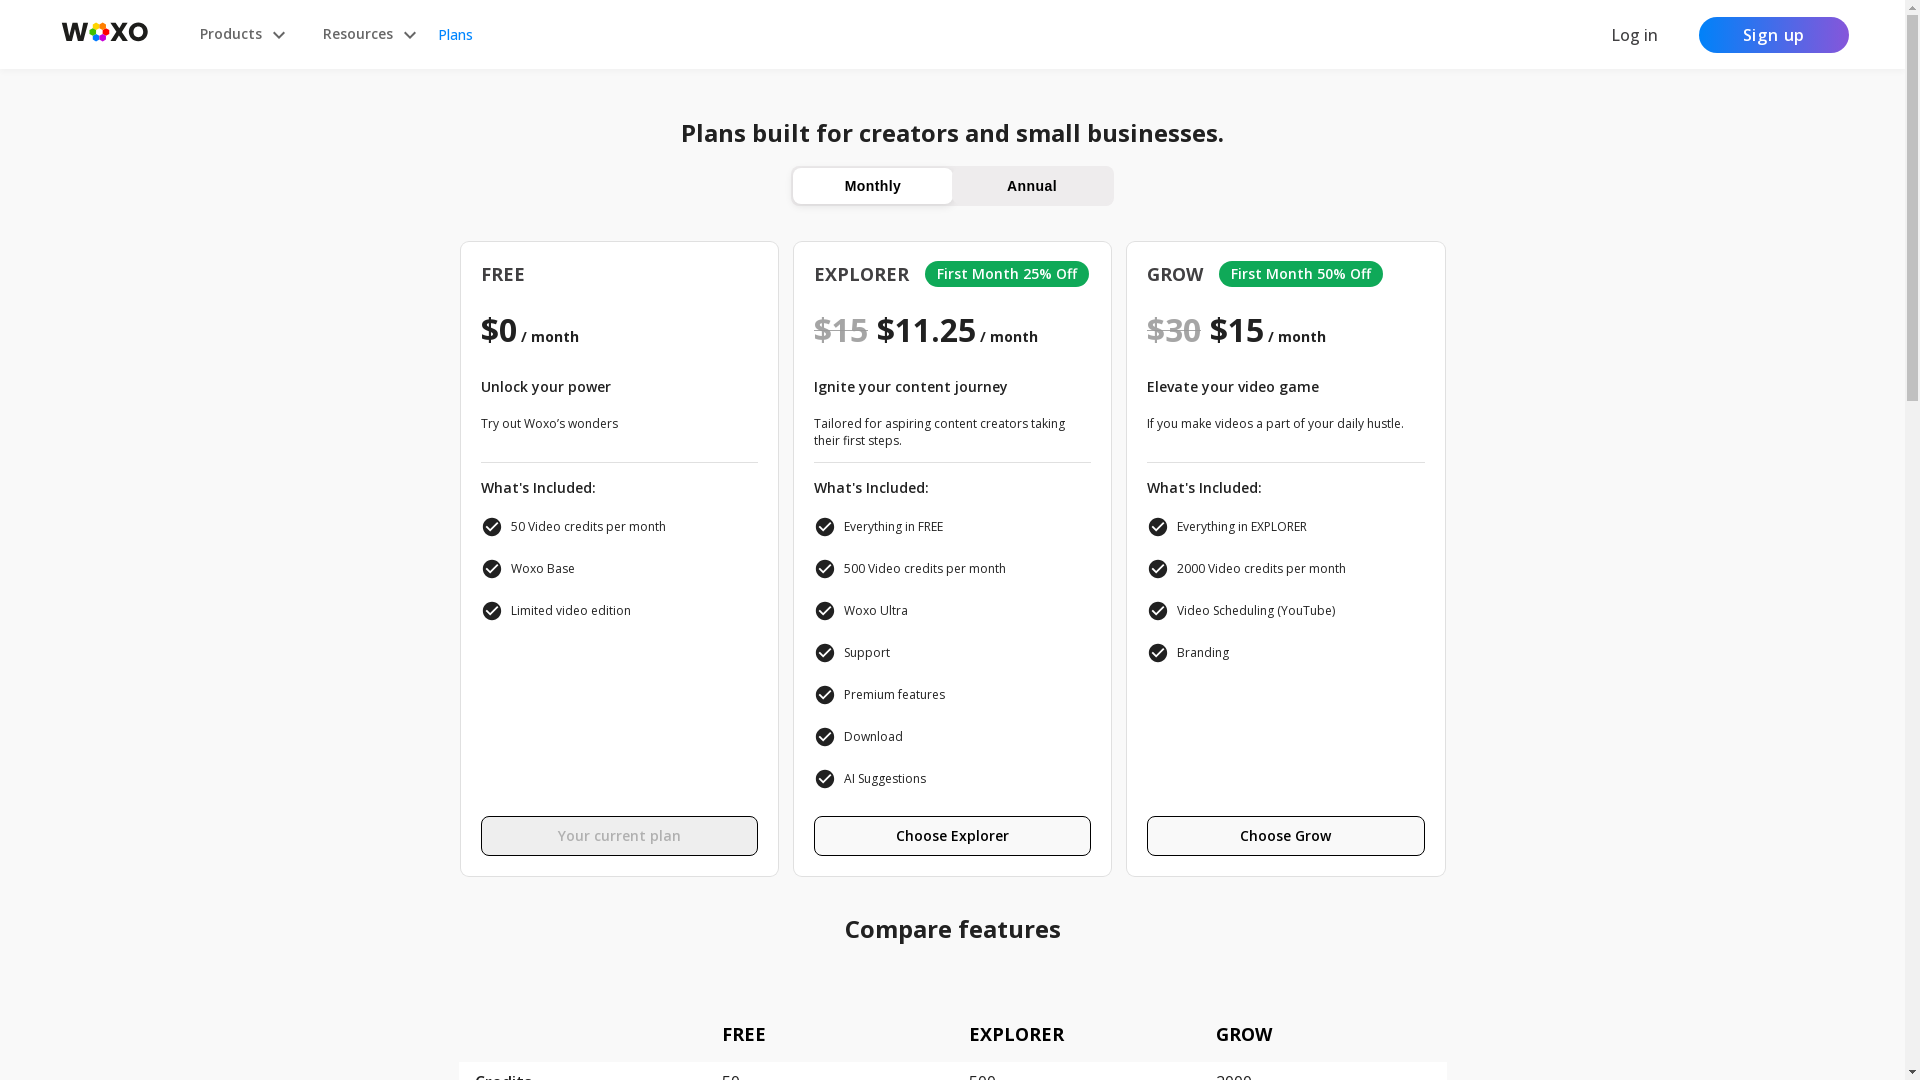 WOXO
Products
Resources
Plans
Log in
Sign up
Plans built for creators and small businesses.
Monthly
Annual
FREE
$0 / month
Unlock your power
Try out Woxo’s wonders
What's Included:
50 Video credits per month
Woxo Base
Limited video edition
Your current plan
EXPLORER
First Month 25% Off
$15 $11.25 / month
Ignite your content journey
Tailored for aspiring content creators taking
their first steps.
What's Included:
Everything in FREE
500 Video credits per month
Woxo Ultra
Support
Premium features
Download
AI Suggestions
Choose Explorer
GROW
First Month 50% Off
$30 $15 / month
Elevate your video game
If you make videos a part of your daily hustle.
What's Included:
Everything in EXPLORER
2000 Video credits per month
Video Scheduling (YouTube)
Branding
Choose Grow
Compare features
FREE EXPLORER GROW
Credits 50 500 2000